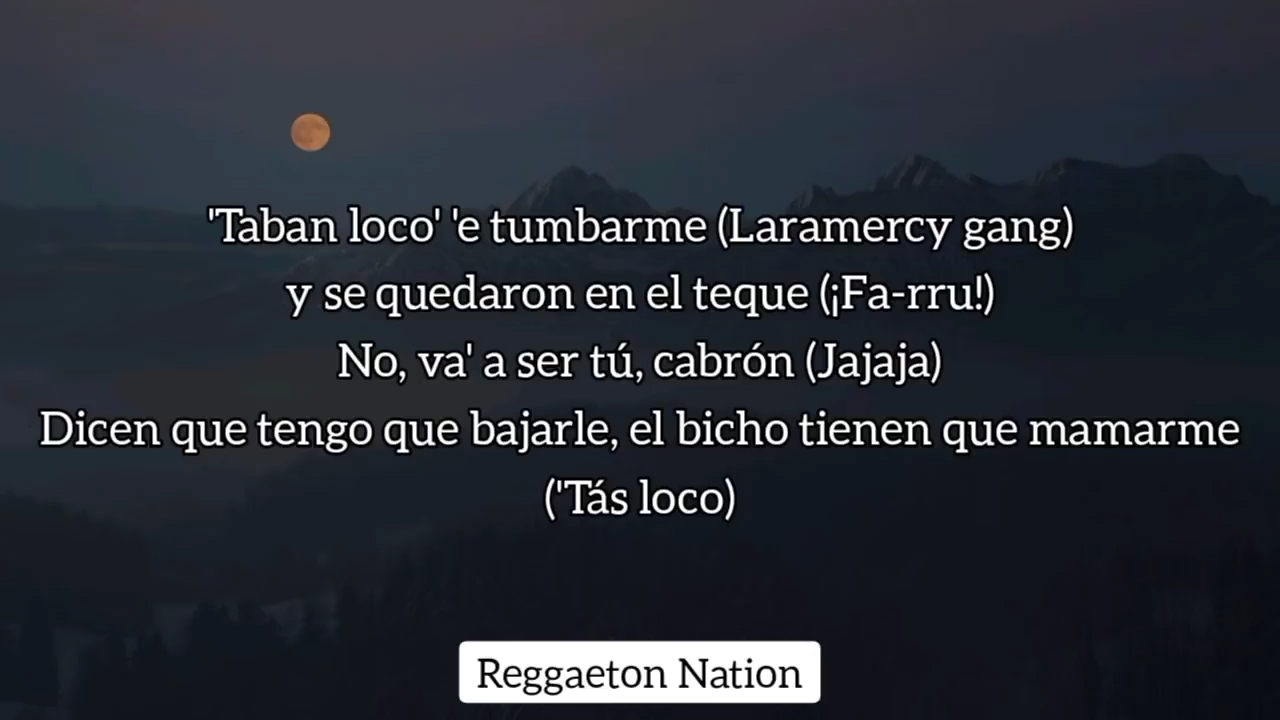 'Taban loco' 'e tumbarme (Laramercy gang)
y se quedaron en el teque (¡Fa-rru!)
No, va' a ser tú, cabrón (Jajaja)
Dicen que tengo que bajarle, el bicho tienen que mamarme
('Tás loco)
Reggaeton Nation